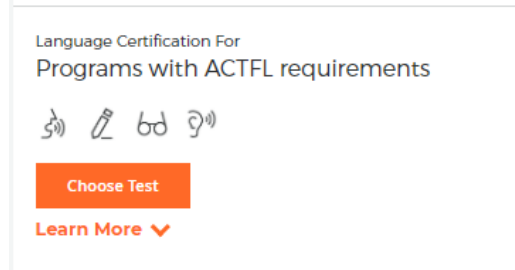 Language Certification For
Programs with ACTFL requirements
Choose Test
Learn More